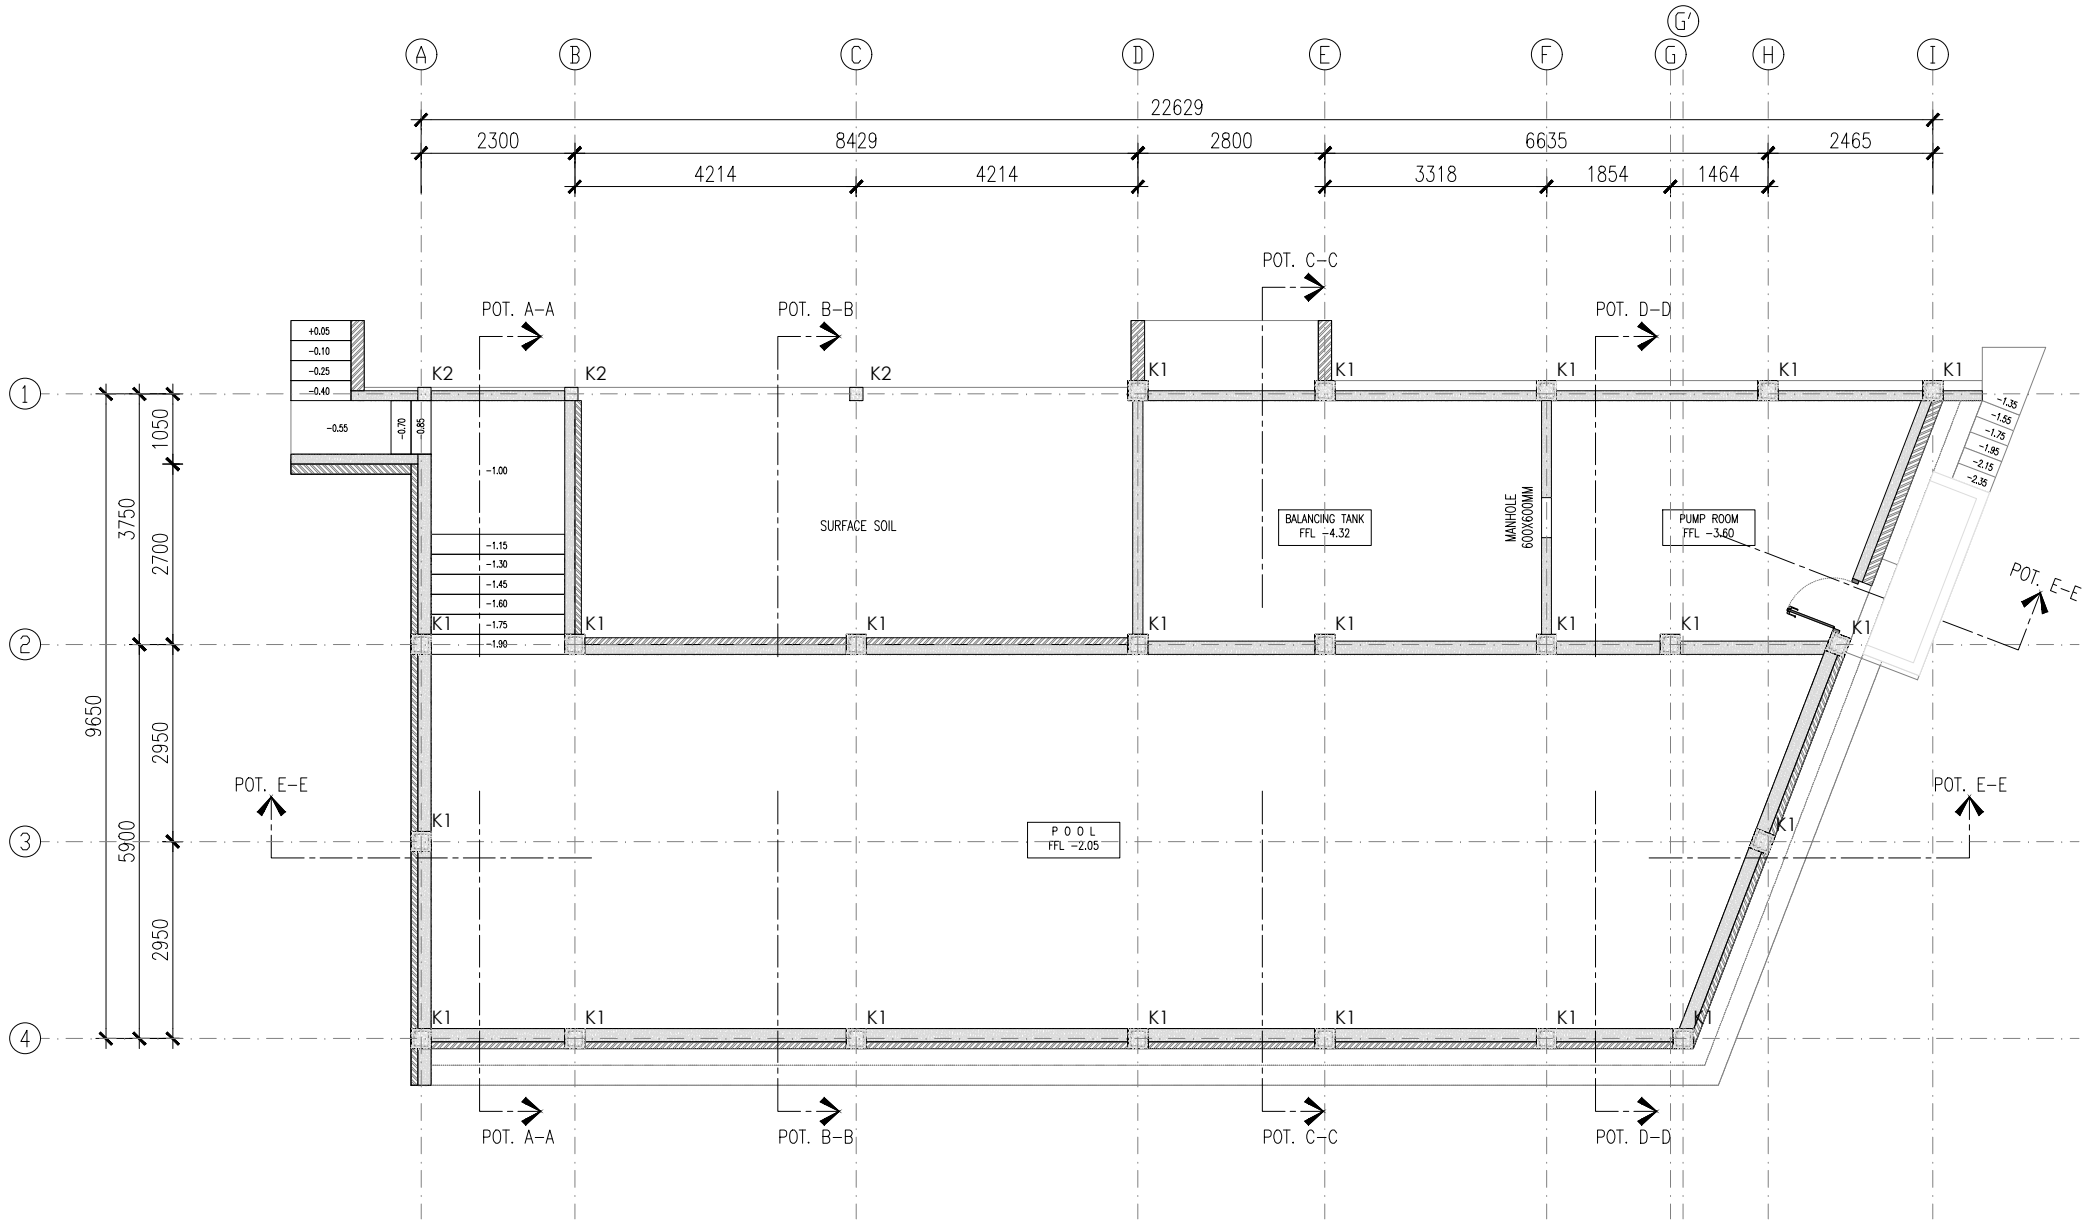 G'
A B C D E F G H I
22629
2300 8429 2800 6635 2465
4214 4214 3318 1854 1464
POT. C-C
POT. A-A POT. B-B POT. D-D
+0.05
-0.10
-0.25
-0.40
K2 K2 K2 K1 K1 K1 K1 K1
1
-0.55 -0.70 -0.85
-1.00
-1.35
-1.55
-1.75
-1.95
-2.15
-2.35
1050
3750
2700
SURFACE SOIL
BALANCING TANK
FFL -4.32
MANHOLE
600X600MM
PUMP ROOM
FFL -3.60
-1.15
-1.30
-1.45
-1.60
-1.75
-1.90
POT. E-E
K1 K1 K1 K1 K1 K1 K1 K1
2
9650
2950
5900
2950
POT. E-E POT. E-E
K1 K1
3
P O O L
FFL -2.05
K1 K1 K1 K1 K1 K1 K1
4
POT. A-A POT. B-B POT. C-C POT. D-D